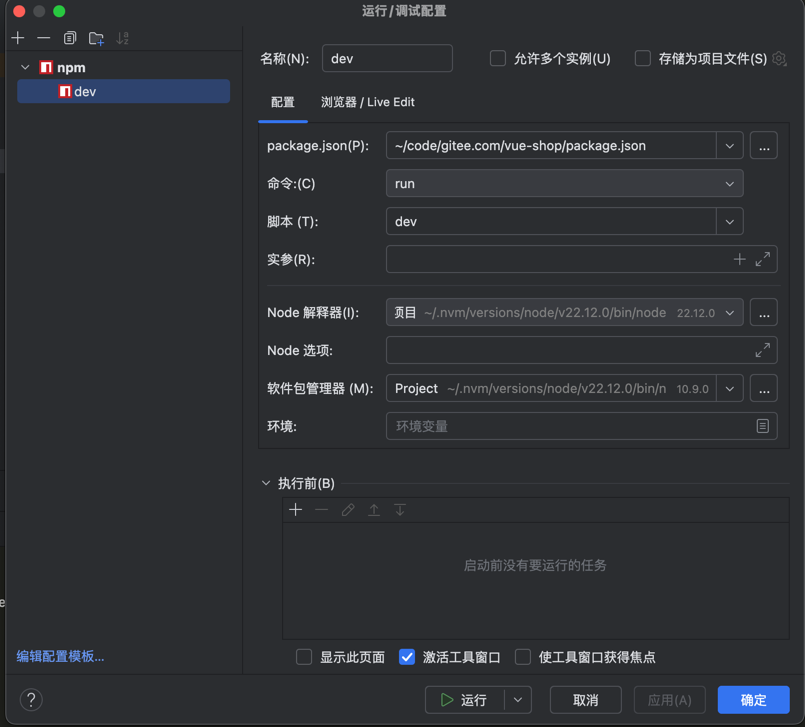 运行/调试配置
npm
dev
编辑配置模板...
名称(N):
dev
允许多个实例(U)
存储为项目文件(S)
配置
浏览器 / Live Edit
package.json(P):
~/code/gitee.com/vue-shop/package.json
...
命令:(C)
run
脚本 (T):
dev
实参(R):
Node 解释器(I):
项目 ~/.nvm/versions/node/v22.12.0/bin/node 22.12.0
...
Node 选项:
软件包管理器 (M):
Project ~/.nvm/versions/node/v22.12.0/bin/n 10.9.0
...
环境:
环境变量
执行前(B)
启动前没有要运行的任务
显示此页面
激活工具窗口
使工具窗口获得焦点
?
运行
取消
应用(A)
确定